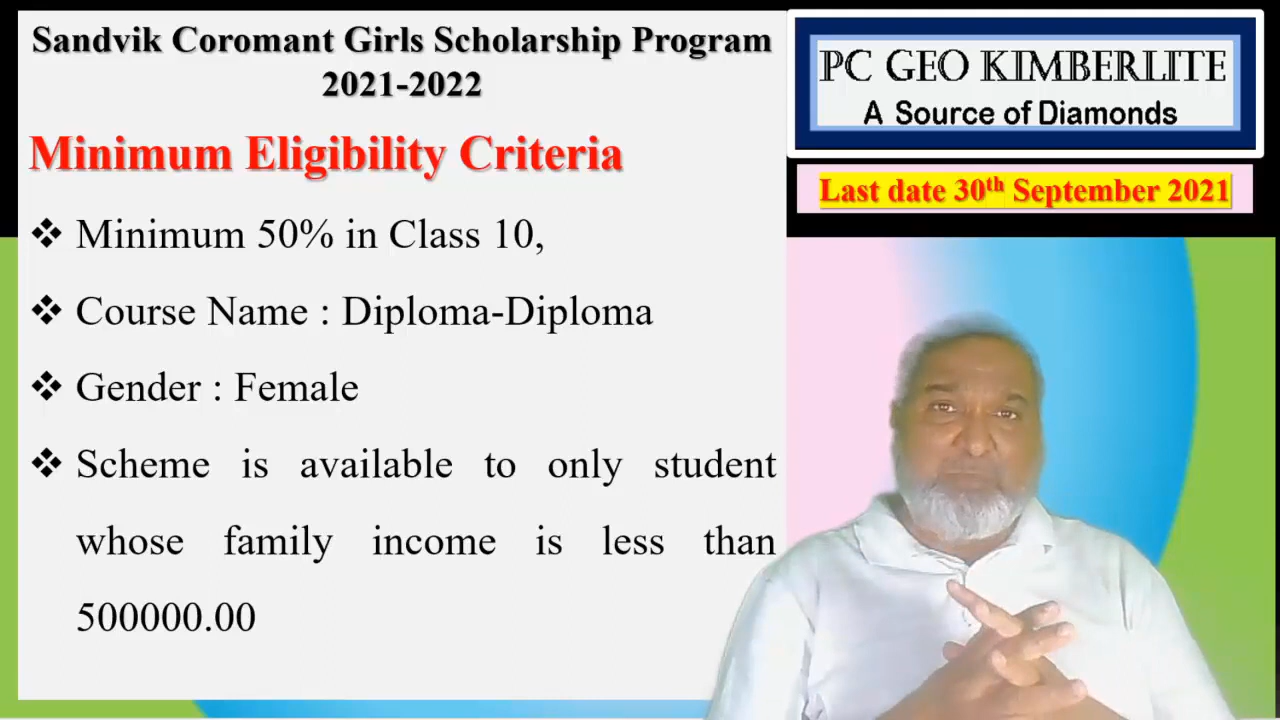 Sandvik Coromant Girls Scholarship Program
2021-2022
Minimum Eligibility Criteria
❖ Minimum 50% in Class 10,
❖ Course Name : Diploma-Diploma
❖ Gender : Female
❖ Scheme is available to only student
whose family income is less than
500000.00
PC GEO KIMBERLITE
A Source of Diamonds
Last date 30th September 2021